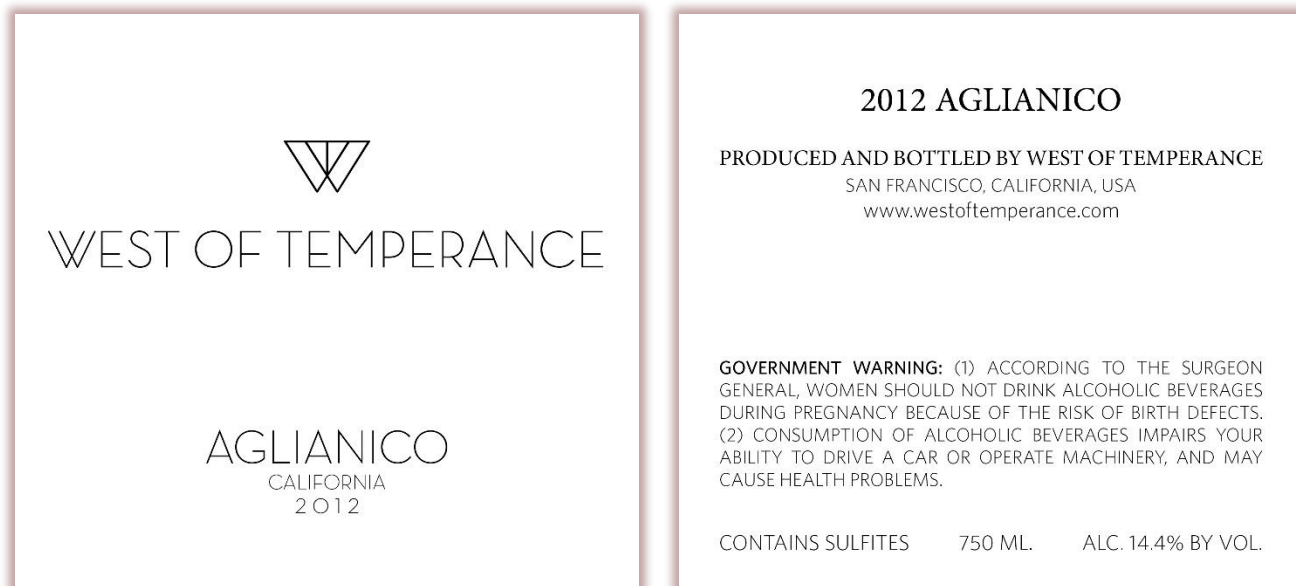 WEST OF TEMPERANCE
AGLIANICO
CALIFORNIA
2012
2012 AGLIANICO
PRODUCED AND BOTTLED BY WEST OF TEMPERANCE
SAN FRANCISCO, CALIFORNIA, USA
www.westoftemperance.com
GOVERNMENT WARNING: (1) ACCORDING TO THE SURGEON
GENERAL, WOMEN SHOULD NOT DRINK ALCOHOLIC BEVERAGES
DURING PREGNANCY BECAUSE OF THE RISK OF BIRTH DEFECTS.
(2) CONSUMPTION OF ALCOHOLIC BEVERAGES IMPAIRS YOUR
ABILITY TO DRIVE A CAR OR OPERATE MACHINERY, AND MAY
CAUSE HEALTH PROBLEMS.
CONTAINS SULFITES 750 ML. ALC. 14.4% BY VOL.